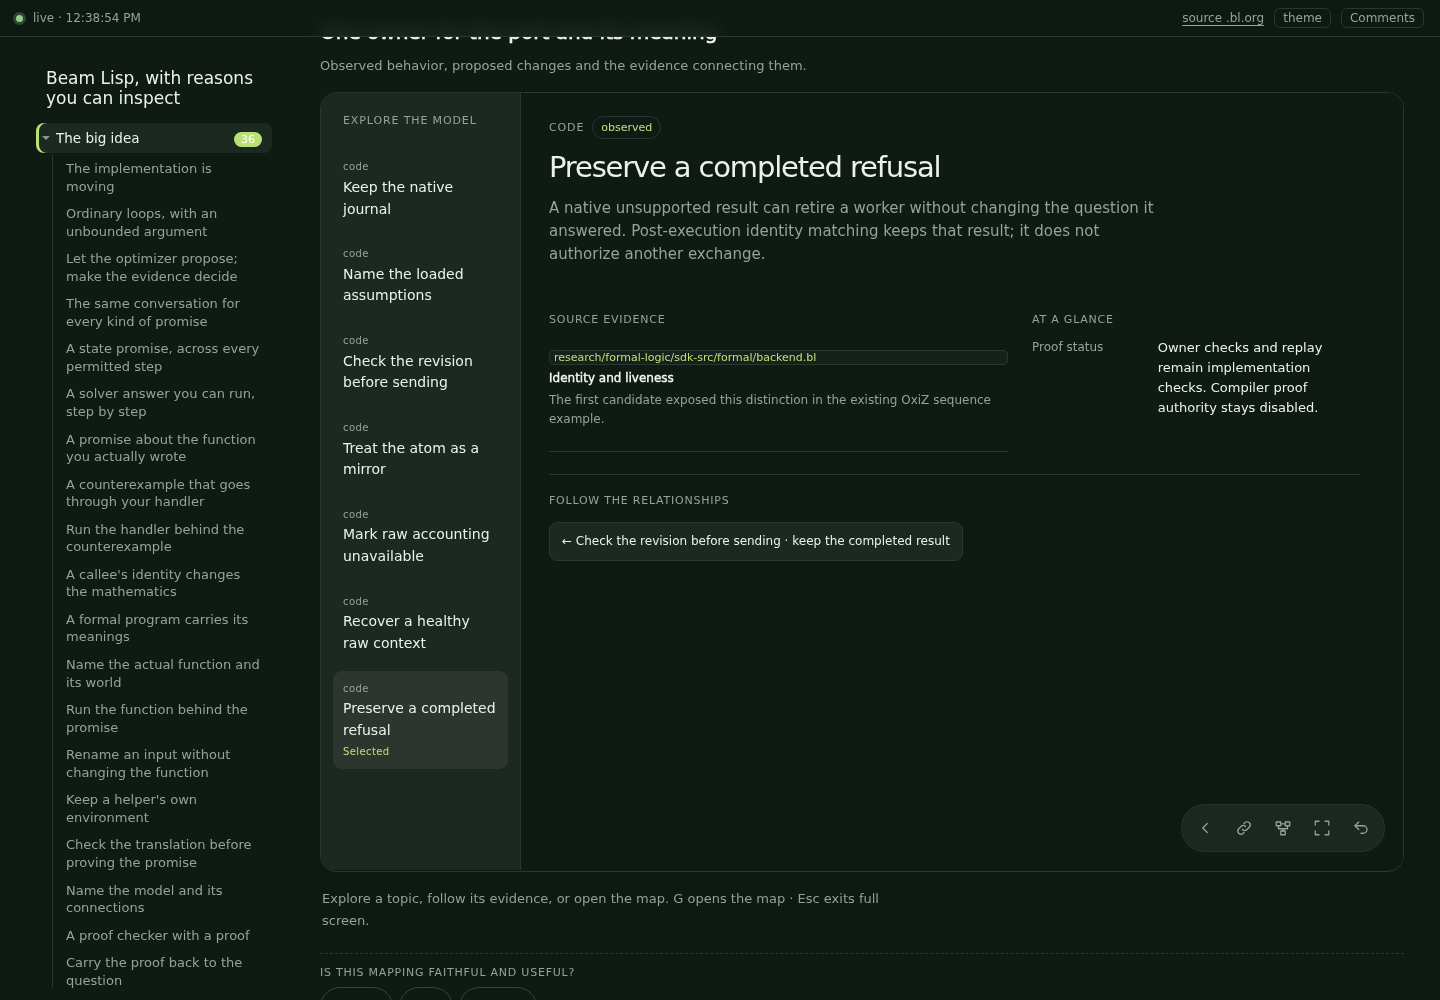 live · 12:38:54 PM
source .bl.org
theme
Comments
Beam Lisp, with reasons
you can inspect
The big idea
36
The implementation is
moving
Ordinary loops, with an
unbounded argument
Let the optimizer propose;
make the evidence decide
The same conversation for
every kind of promise
A state promise, across every
permitted step
A solver answer you can run,
step by step
A promise about the function
you actually wrote
A counterexample that goes
through your handler
Run the handler behind the
counterexample
A callee's identity changes
the mathematics
A formal program carries its
meanings
Name the actual function and
its world
Run the function behind the
promise
Rename an input without
changing the function
Keep a helper's own
environment
Check the translation before
proving the promise
Name the model and its
connections
A proof checker with a proof
Carry the proof back to the
question
One owner for the port and its meaning
Observed behavior, proposed changes and the evidence connecting them.
EXPLORE THE MODEL
code
Keep the native
journal
code
Name the loaded
assumptions
code
Check the revision
before sending
code
Treat the atom as a
mirror
code
Mark raw accounting
unavailable
code
Recover a healthy
raw context
code
Preserve a completed
refusal
Selected
CODE
observed
Preserve a completed refusal
A native unsupported result can retire a worker without changing the question it
answered. Post-execution identity matching keeps that result; it does not
authorize another exchange.
SOURCE EVIDENCE
research/formal-logic/sdk-src/formal/backend.bl
Identity and liveness
The first candidate exposed this distinction in the existing OxiZ sequence
example.
AT A GLANCE
Proof status
Owner checks and replay
remain implementation
checks. Compiler proof
authority stays disabled.
FOLLOW THE RELATIONSHIPS
← Check the revision before sending · keep the completed result
Explore a topic, follow its evidence, or open the map. G opens the map · Esc exits full
screen.
IS THIS MAPPING FAITHFUL AND USEFUL?